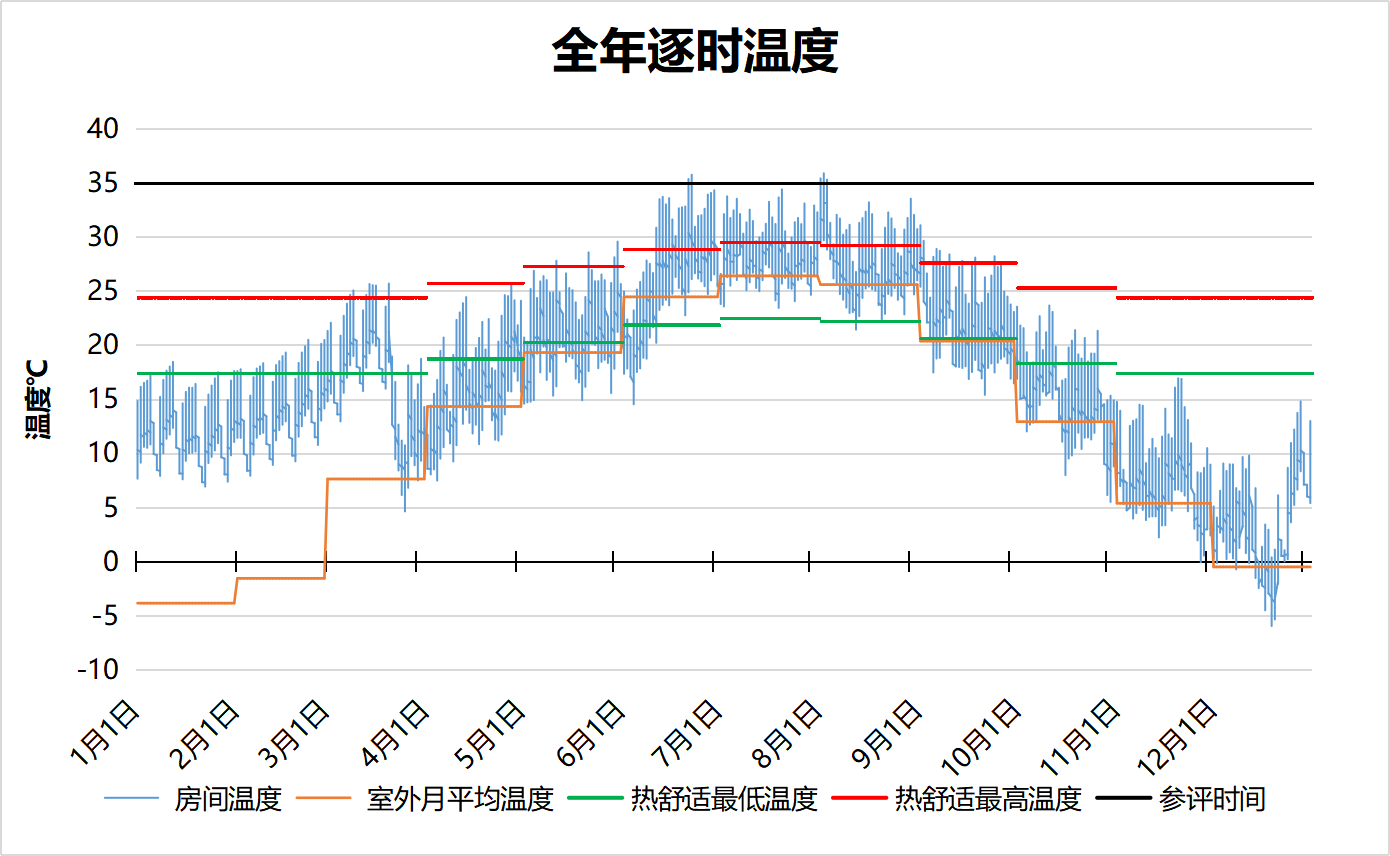 全年逐时温度
40
35
30
25
20
15
10
5
0
-5
-10
温度℃
1月1日
2月1日
3月1日
4月1日
5月1日
6月1日
7月1日
8月1日
9月1日
10月1日
11月1日
12月1日
房间温度 室外月平均温度 热舒适最低温度 热舒适最高温度 参评时间